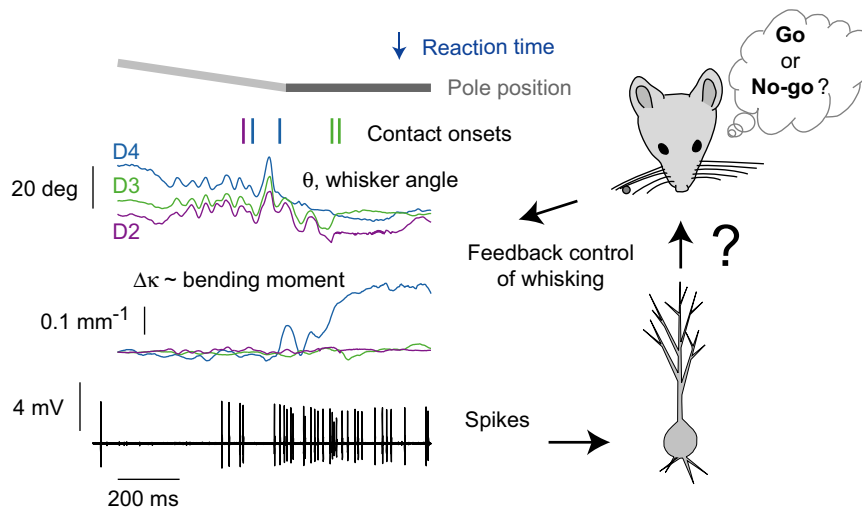 Go
or
No-go ?
Reaction time
Pole position
Contact onsets
D4
20 deg
D3
D2
θ, whisker angle
Feedback control
of whisking
?
Δκ ~ bending moment
0.1 mm⁻¹
4 mV
Spikes
200 ms